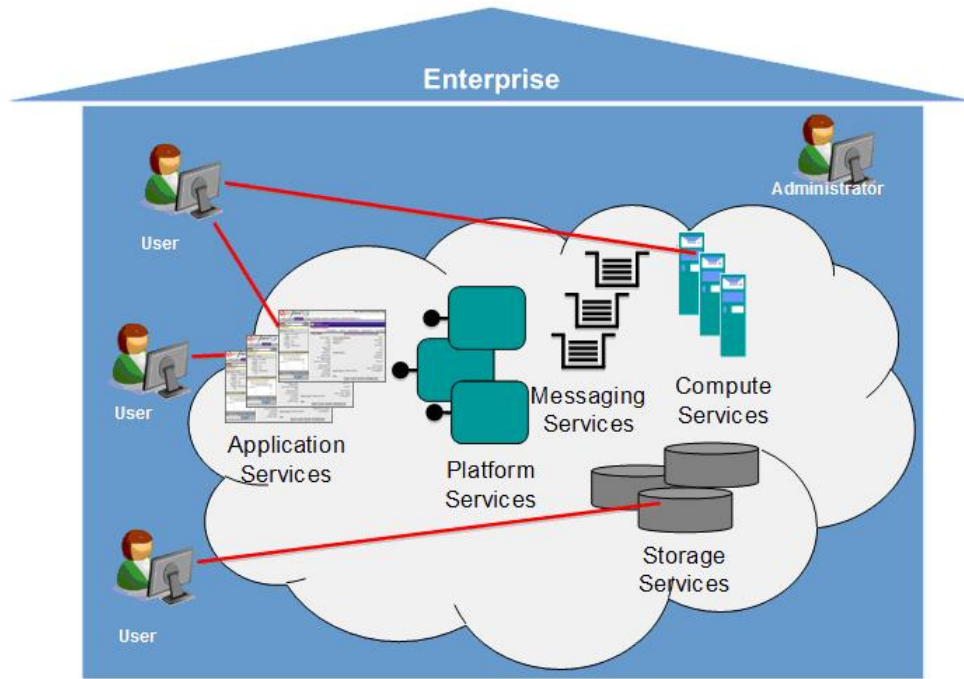 Enterprise
Administrator
User
User
Application
Services
Platform
Services
Messaging
Services
Compute
Services
Storage
Services
User